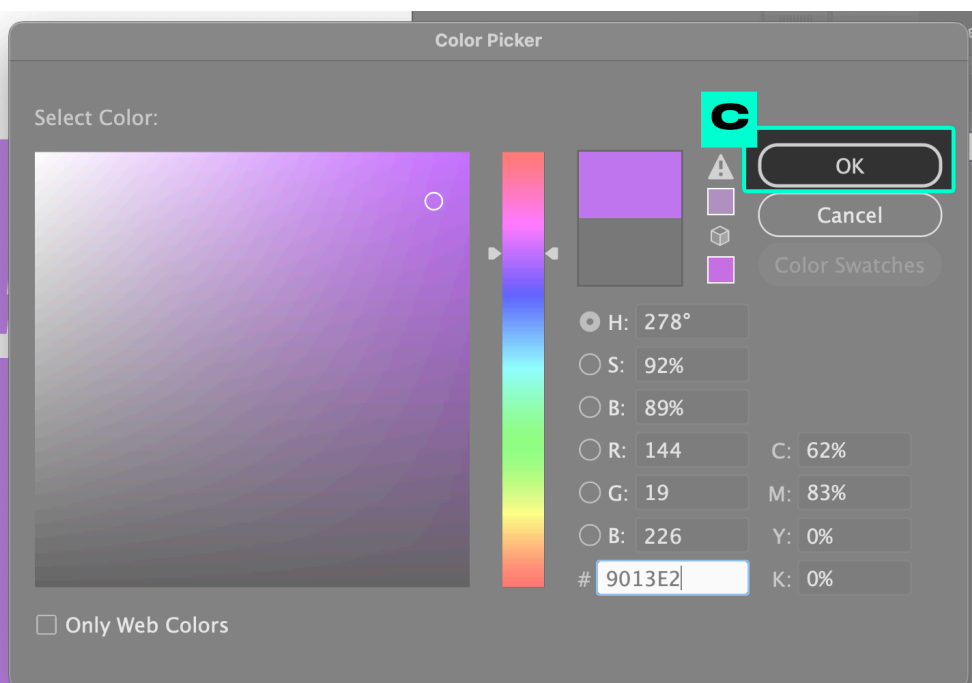 Color Picker
Select Color:
C
OK
Cancel
Color Swatches
H: 278°
S: 92%
B: 89%
R: 144
C: 62%
G: 19
M: 83%
B: 226
Y: 0%
# 9013E2
K: 0%
Only Web Colors